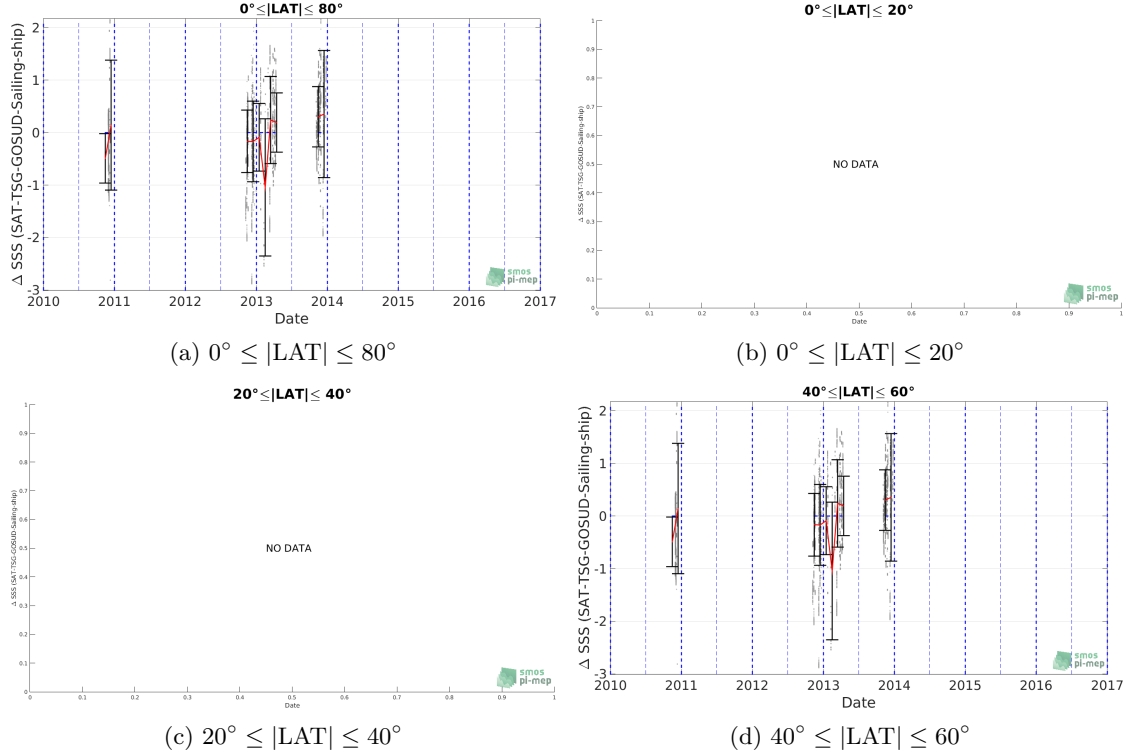 0°≤|LAT|≤ 80°
Δ SSS (SAT-TSG-GOSUD-Sailing-ship)
2
1
0
-1
-2
-3
2010 2011 2012 2013 2014 2015 2016 2017
Date
smos
pi-mep
(a) 0° ≤ |LAT| ≤ 80°
0°≤|LAT|≤ 20°
Δ SSS (SAT-TSG-GOSUD-Sailing-ship)
1
0.9
0.8
0.7
0.6
0.5
0.4
0.3
0.2
0.1
0
NO DATA
0 0.1 0.2 0.3 0.4 0.5 0.6 0.7 0.8 0.9 1
Date
smos
pi-mep
(b) 0° ≤ |LAT| ≤ 20°
20°≤|LAT|≤ 40°
Δ SSS (SAT-TSG-GOSUD-Sailing-ship)
1
0.9
0.8
0.7
0.6
0.5
0.4
0.3
0.2
0.1
0
NO DATA
0 0.1 0.2 0.3 0.4 0.5 0.6 0.7 0.8 0.9 1
Date
smos
pi-mep
(c) 20° ≤ |LAT| ≤ 40°
40°≤|LAT|≤ 60°
Δ SSS (SAT-TSG-GOSUD-Sailing-ship)
2
1
0
-1
-2
-3
2010 2011 2012 2013 2014 2015 2016 2017
Date
smos
pi-mep
(d) 40° ≤ |LAT| ≤ 60°